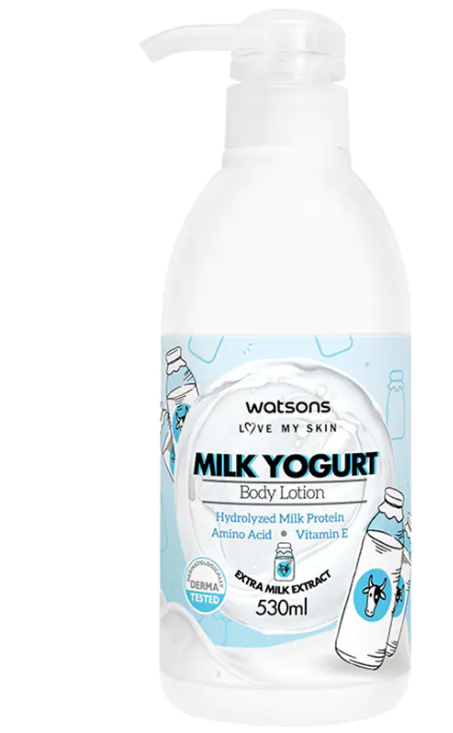 watsons
LOVE MY SKIN
MILK YOGURT
Body Lotion
Hydrolyzed Milk Protein
Amino Acid • Vitamin E
EXTRA MILK EXTRACT
530ml
DERMATOLOGICALLY
DERMA
TESTED